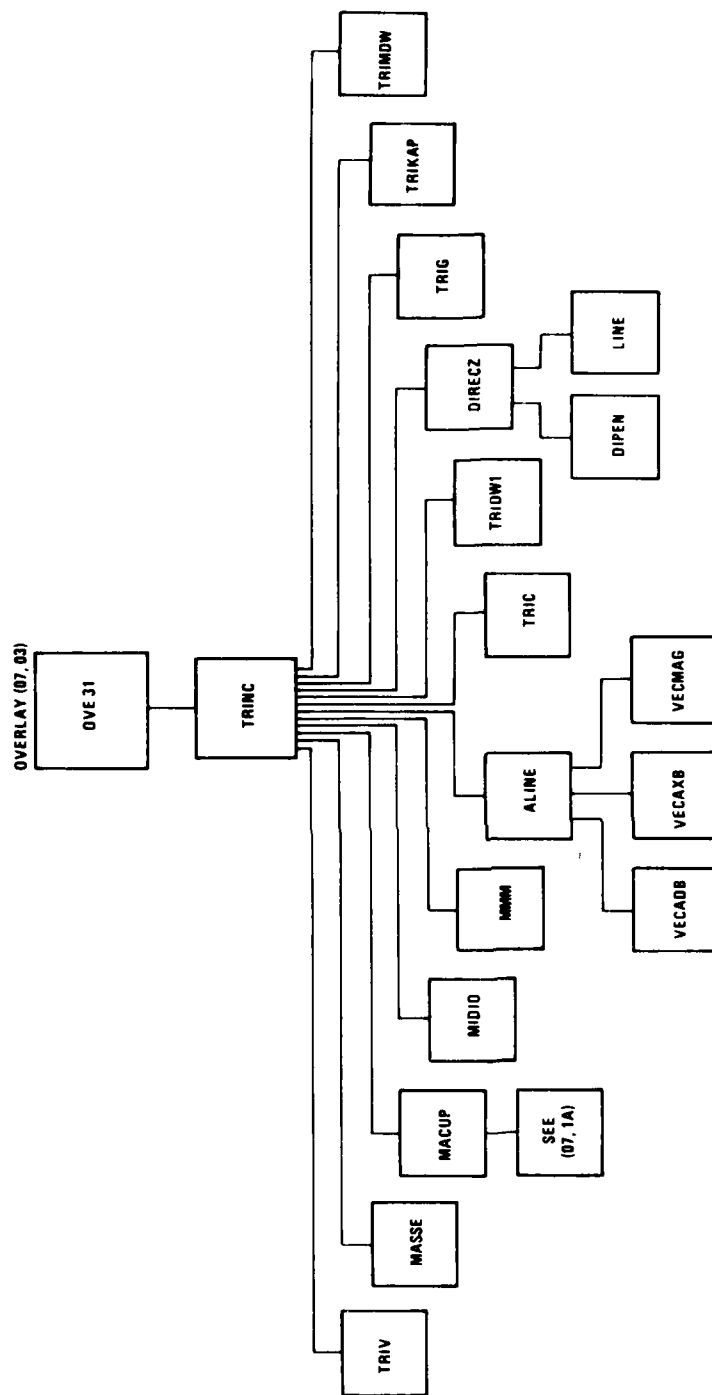 OVERLAY (07, 03)
OVE 31
TRINC
TRIV
MASSE
MACUP
SEE
(07, 1A)
MIDIO
MMM
ALINE
VECADB
VECAXB
VECMAG
TRIC
TRIDW1
DIRECZ
DIPEN
LINE
TRIG
TRIKAP
TRIMDW